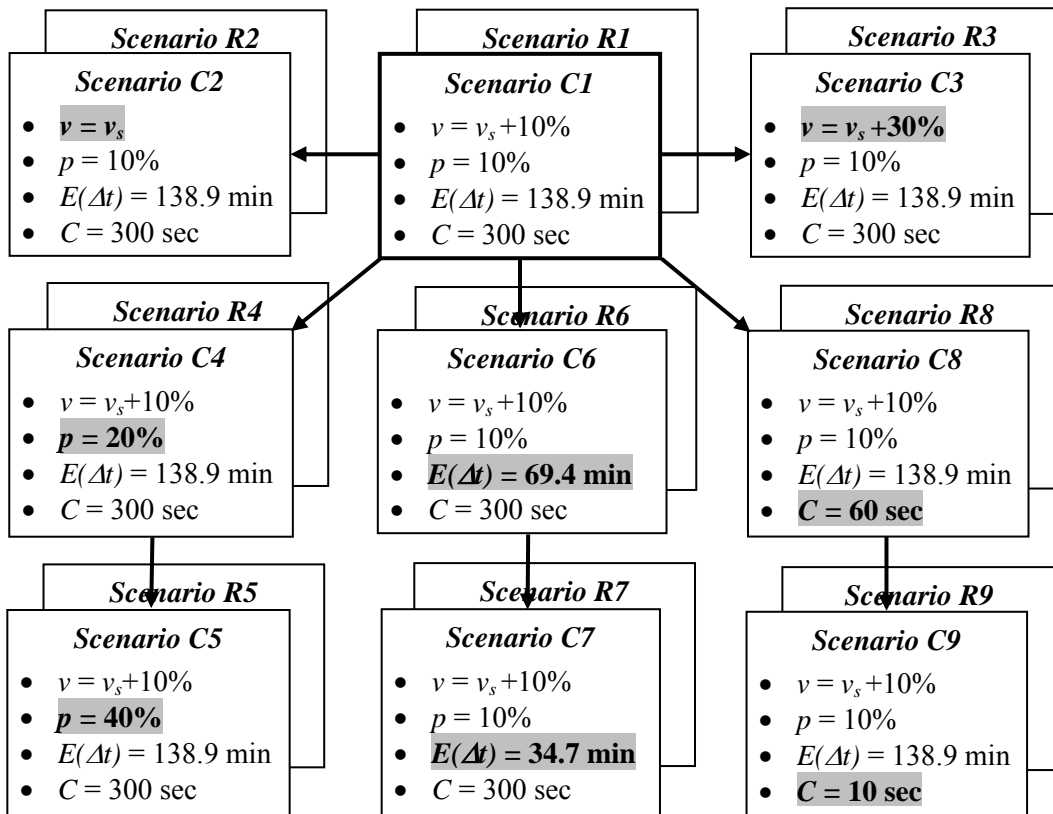 Scenario R2
Scenario C2
• v = vₛ
• p = 10%
• E(Δt) = 138.9 min
• C = 300 sec
Scenario R1
Scenario C1
• v = vₛ +10%
• p = 10%
• E(Δt) = 138.9 min
• C = 300 sec
Scenario R3
Scenario C3
• v = vₛ +30%
• p = 10%
• E(Δt) = 138.9 min
• C = 300 sec
Scenario R4
Scenario C4
• v = vₛ+10%
• p = 20%
• E(Δt) = 138.9 min
• C = 300 sec
Scenario R6
Scenario C6
• v = vₛ +10%
• p = 10%
• E(Δt) = 69.4 min
• C = 300 sec
Scenario R8
Scenario C8
• v = vₛ +10%
• p = 10%
• E(Δt) = 138.9 min
• C = 60 sec
Scenario R5
Scenario C5
• v = vₛ+10%
• p = 40%
• E(Δt) = 138.9 min
• C = 300 sec
Scenario R7
Scenario C7
• v = vₛ +10%
• p = 10%
• E(Δt) = 34.7 min
• C = 300 sec
Scenario R9
Scenario C9
• v = vₛ +10%
• p = 10%
• E(Δt) = 138.9 min
• C = 10 sec